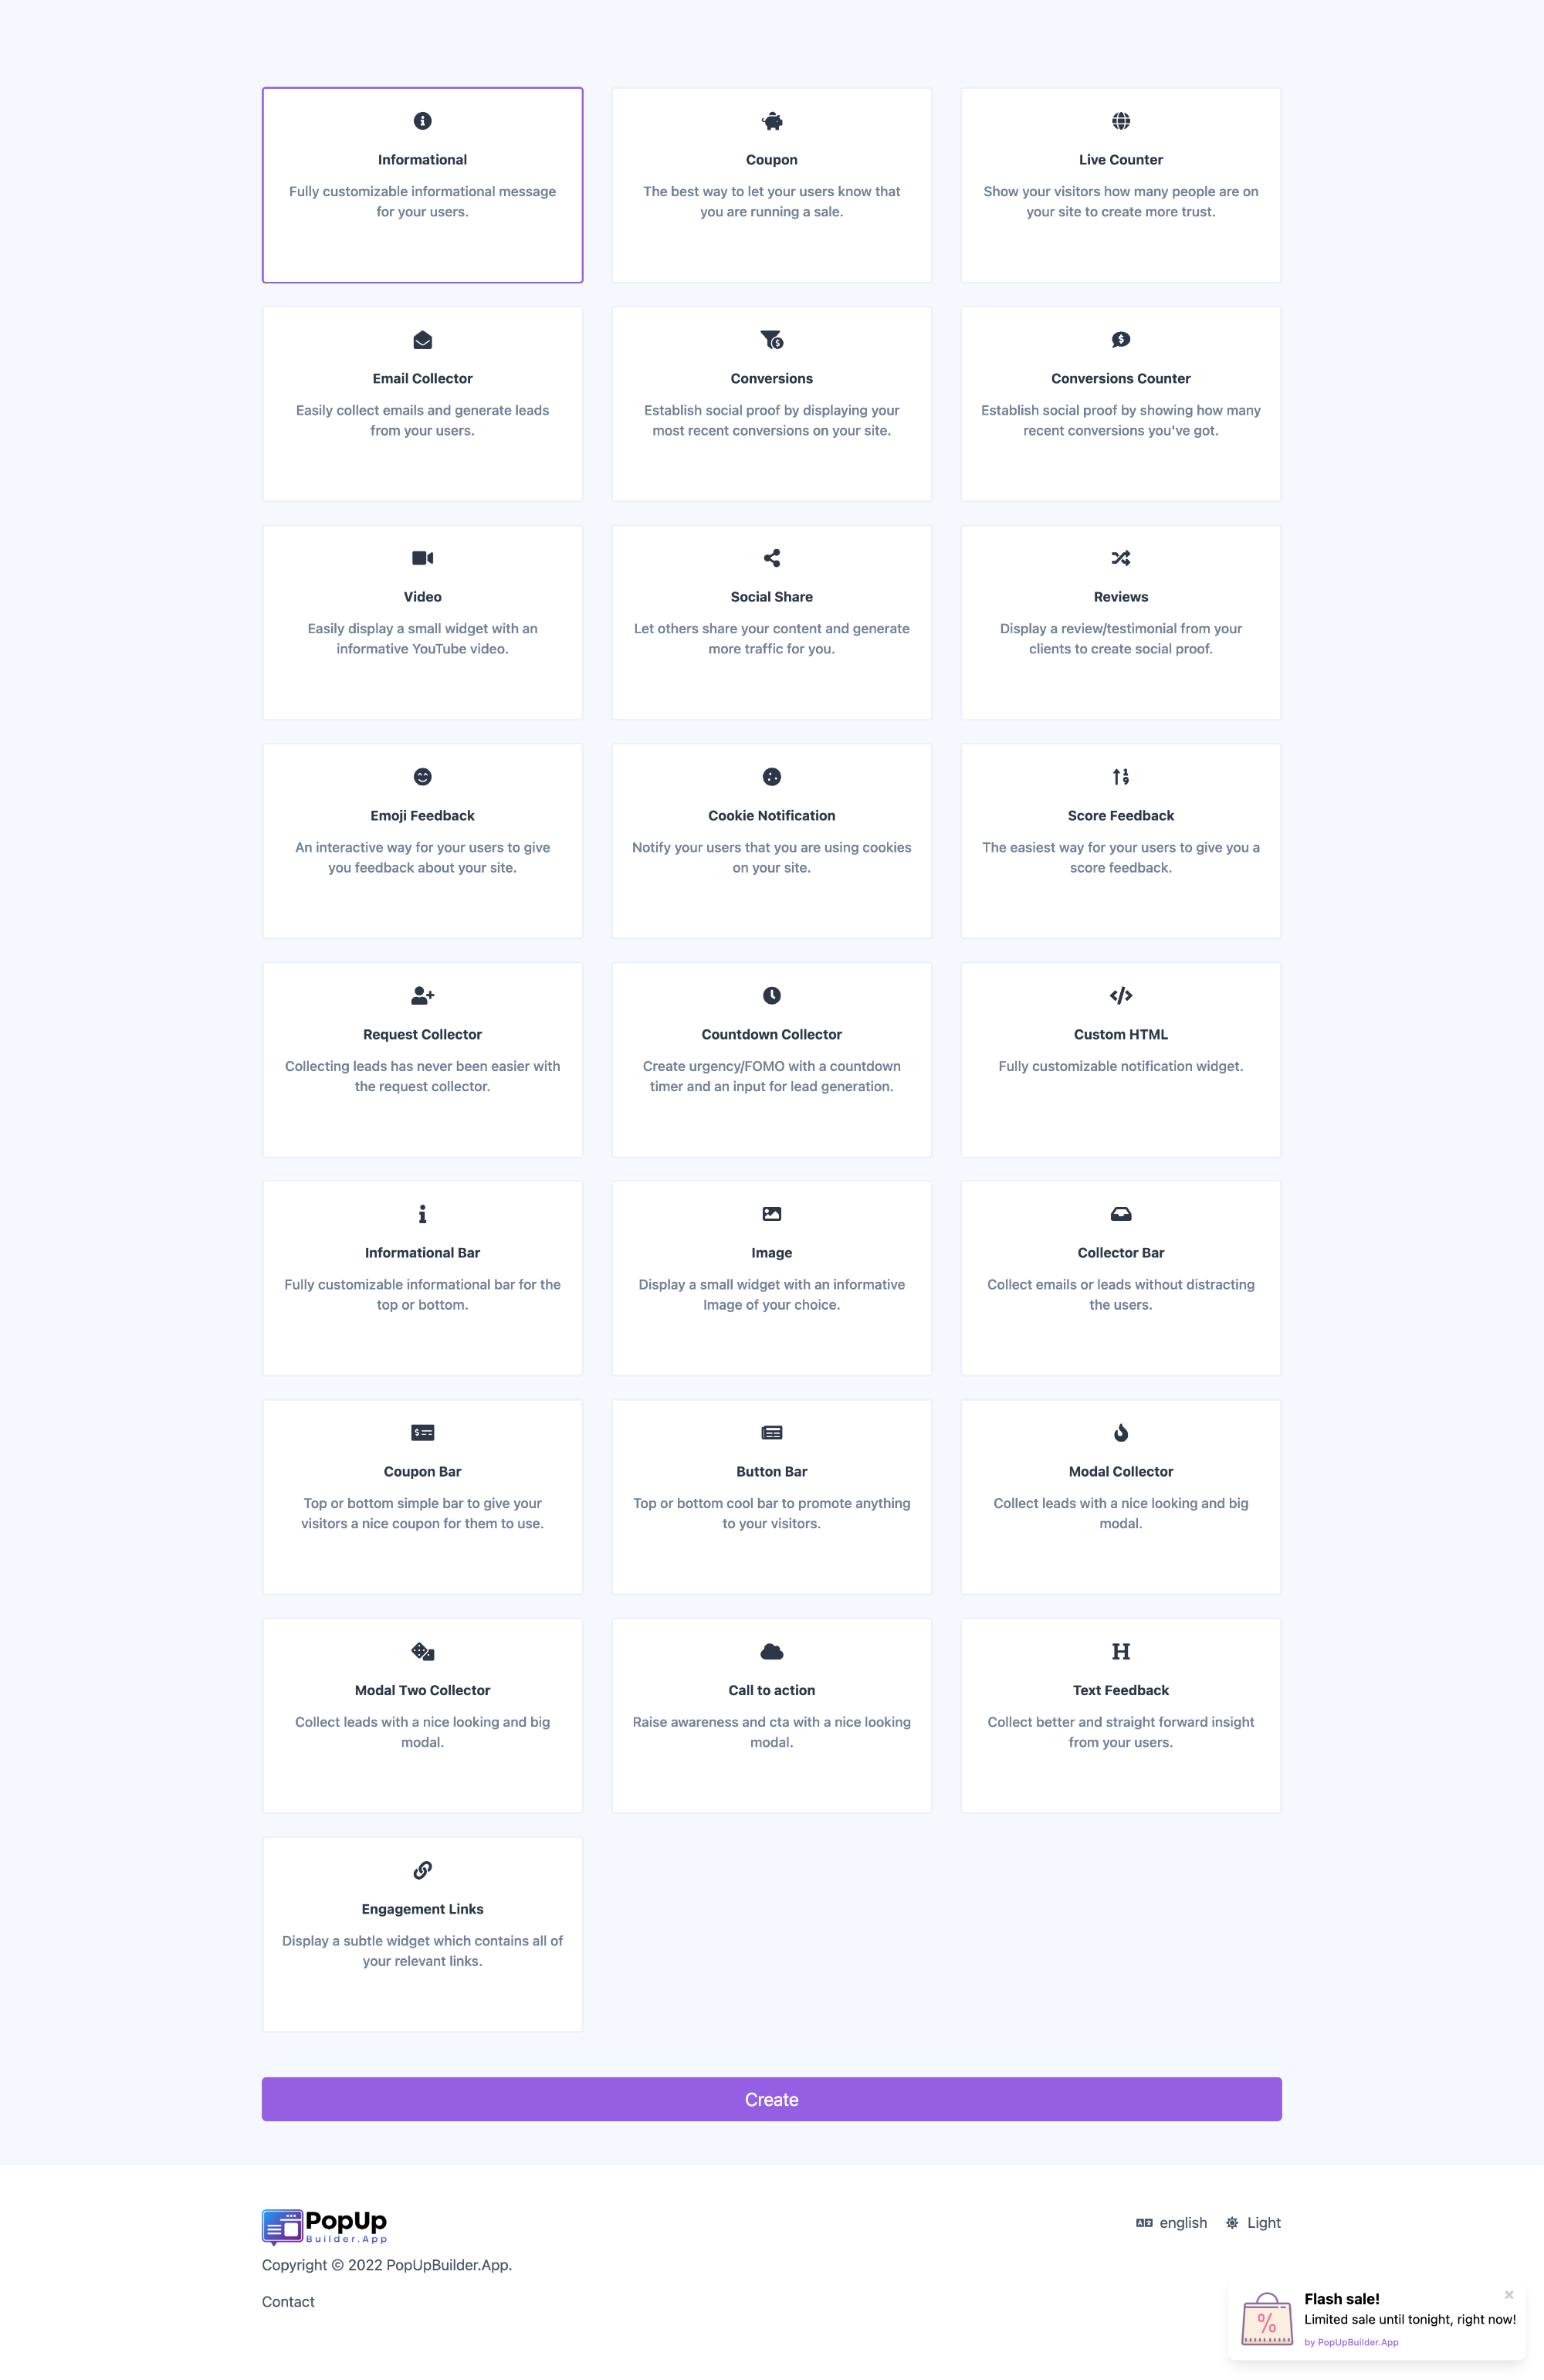 Informational
Fully customizable informational message
for your users.
Coupon
The best way to let your users know that
you are running a sale.
Live Counter
Show your visitors how many people are on
your site to create more trust.
Email Collector
Easily collect emails and generate leads
from your users.
Conversions
Establish social proof by displaying your
most recent conversions on your site.
Conversions Counter
Establish social proof by showing how many
recent conversions you've got.
Video
Easily display a small widget with an
informative YouTube video.
Social Share
Let others share your content and generate
more traffic for you.
Reviews
Display a review/testimonial from your
clients to create social proof.
Emoji Feedback
An interactive way for your users to give
you feedback about your site.
Cookie Notification
Notify your users that you are using cookies
on your site.
Score Feedback
The easiest way for your users to give you a
score feedback.
Request Collector
Collecting leads has never been easier with
the request collector.
Countdown Collector
Create urgency/FOMO with a countdown
timer and an input for lead generation.
Custom HTML
Fully customizable notification widget.
Informational Bar
Fully customizable informational bar for the
top or bottom.
Image
Display a small widget with an informative
Image of your choice.
Collector Bar
Collect emails or leads without distracting
the users.
Coupon Bar
Top or bottom simple bar to give your
visitors a nice coupon for them to use.
Button Bar
Top or bottom cool bar to promote anything
to your visitors.
Modal Collector
Collect leads with a nice looking and big
modal.
Modal Two Collector
Collect leads with a nice looking and big
modal.
Call to action
Raise awareness and cta with a nice looking
modal.
Text Feedback
Collect better and straight forward insight
from your users.
Engagement Links
Display a subtle widget which contains all of
your relevant links.
Create
PopUp
Builder.App
english
Light
Copyright © 2022 PopUpBuilder.App.
Contact
Flash sale!
Limited sale until tonight, right now!
by PopUpBuilder.App